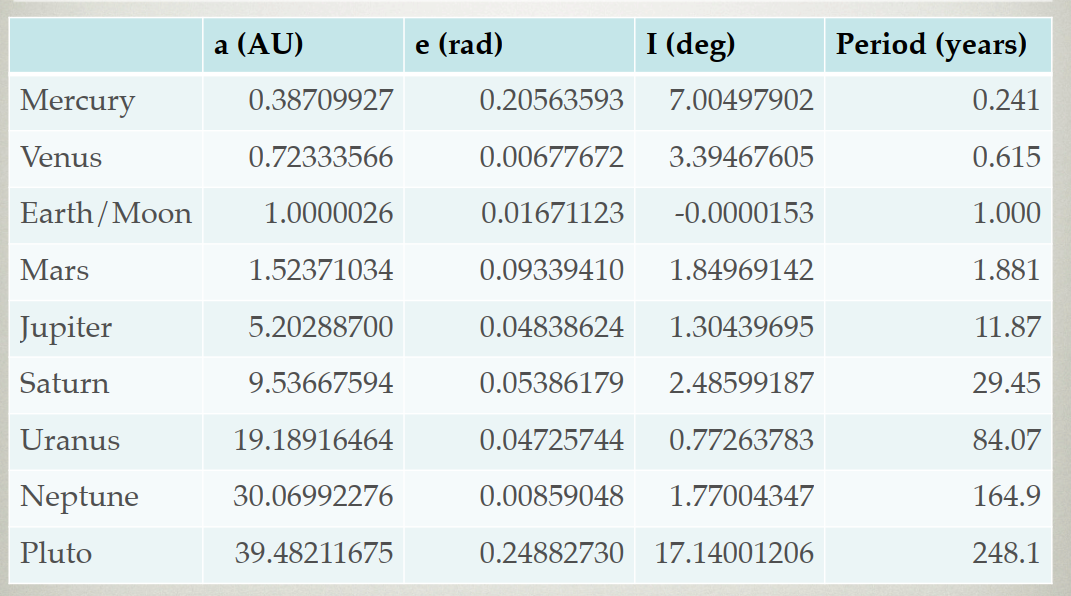 a (AU) e (rad) I (deg) Period (years)
Mercury 0.38709927 0.20563593 7.00497902 0.241
Venus 0.72333566 0.00677672 3.39467605 0.615
Earth/Moon 1.0000026 0.01671123 -0.0000153 1.000
Mars 1.52371034 0.09339410 1.84969142 1.881
Jupiter 5.20288700 0.04838624 1.30439695 11.87
Saturn 9.53667594 0.05386179 2.48599187 29.45
Uranus 19.18916464 0.04725744 0.77263783 84.07
Neptune 30.06992276 0.00859048 1.77004347 164.9
Pluto 39.48211675 0.24882730 17.14001206 248.1